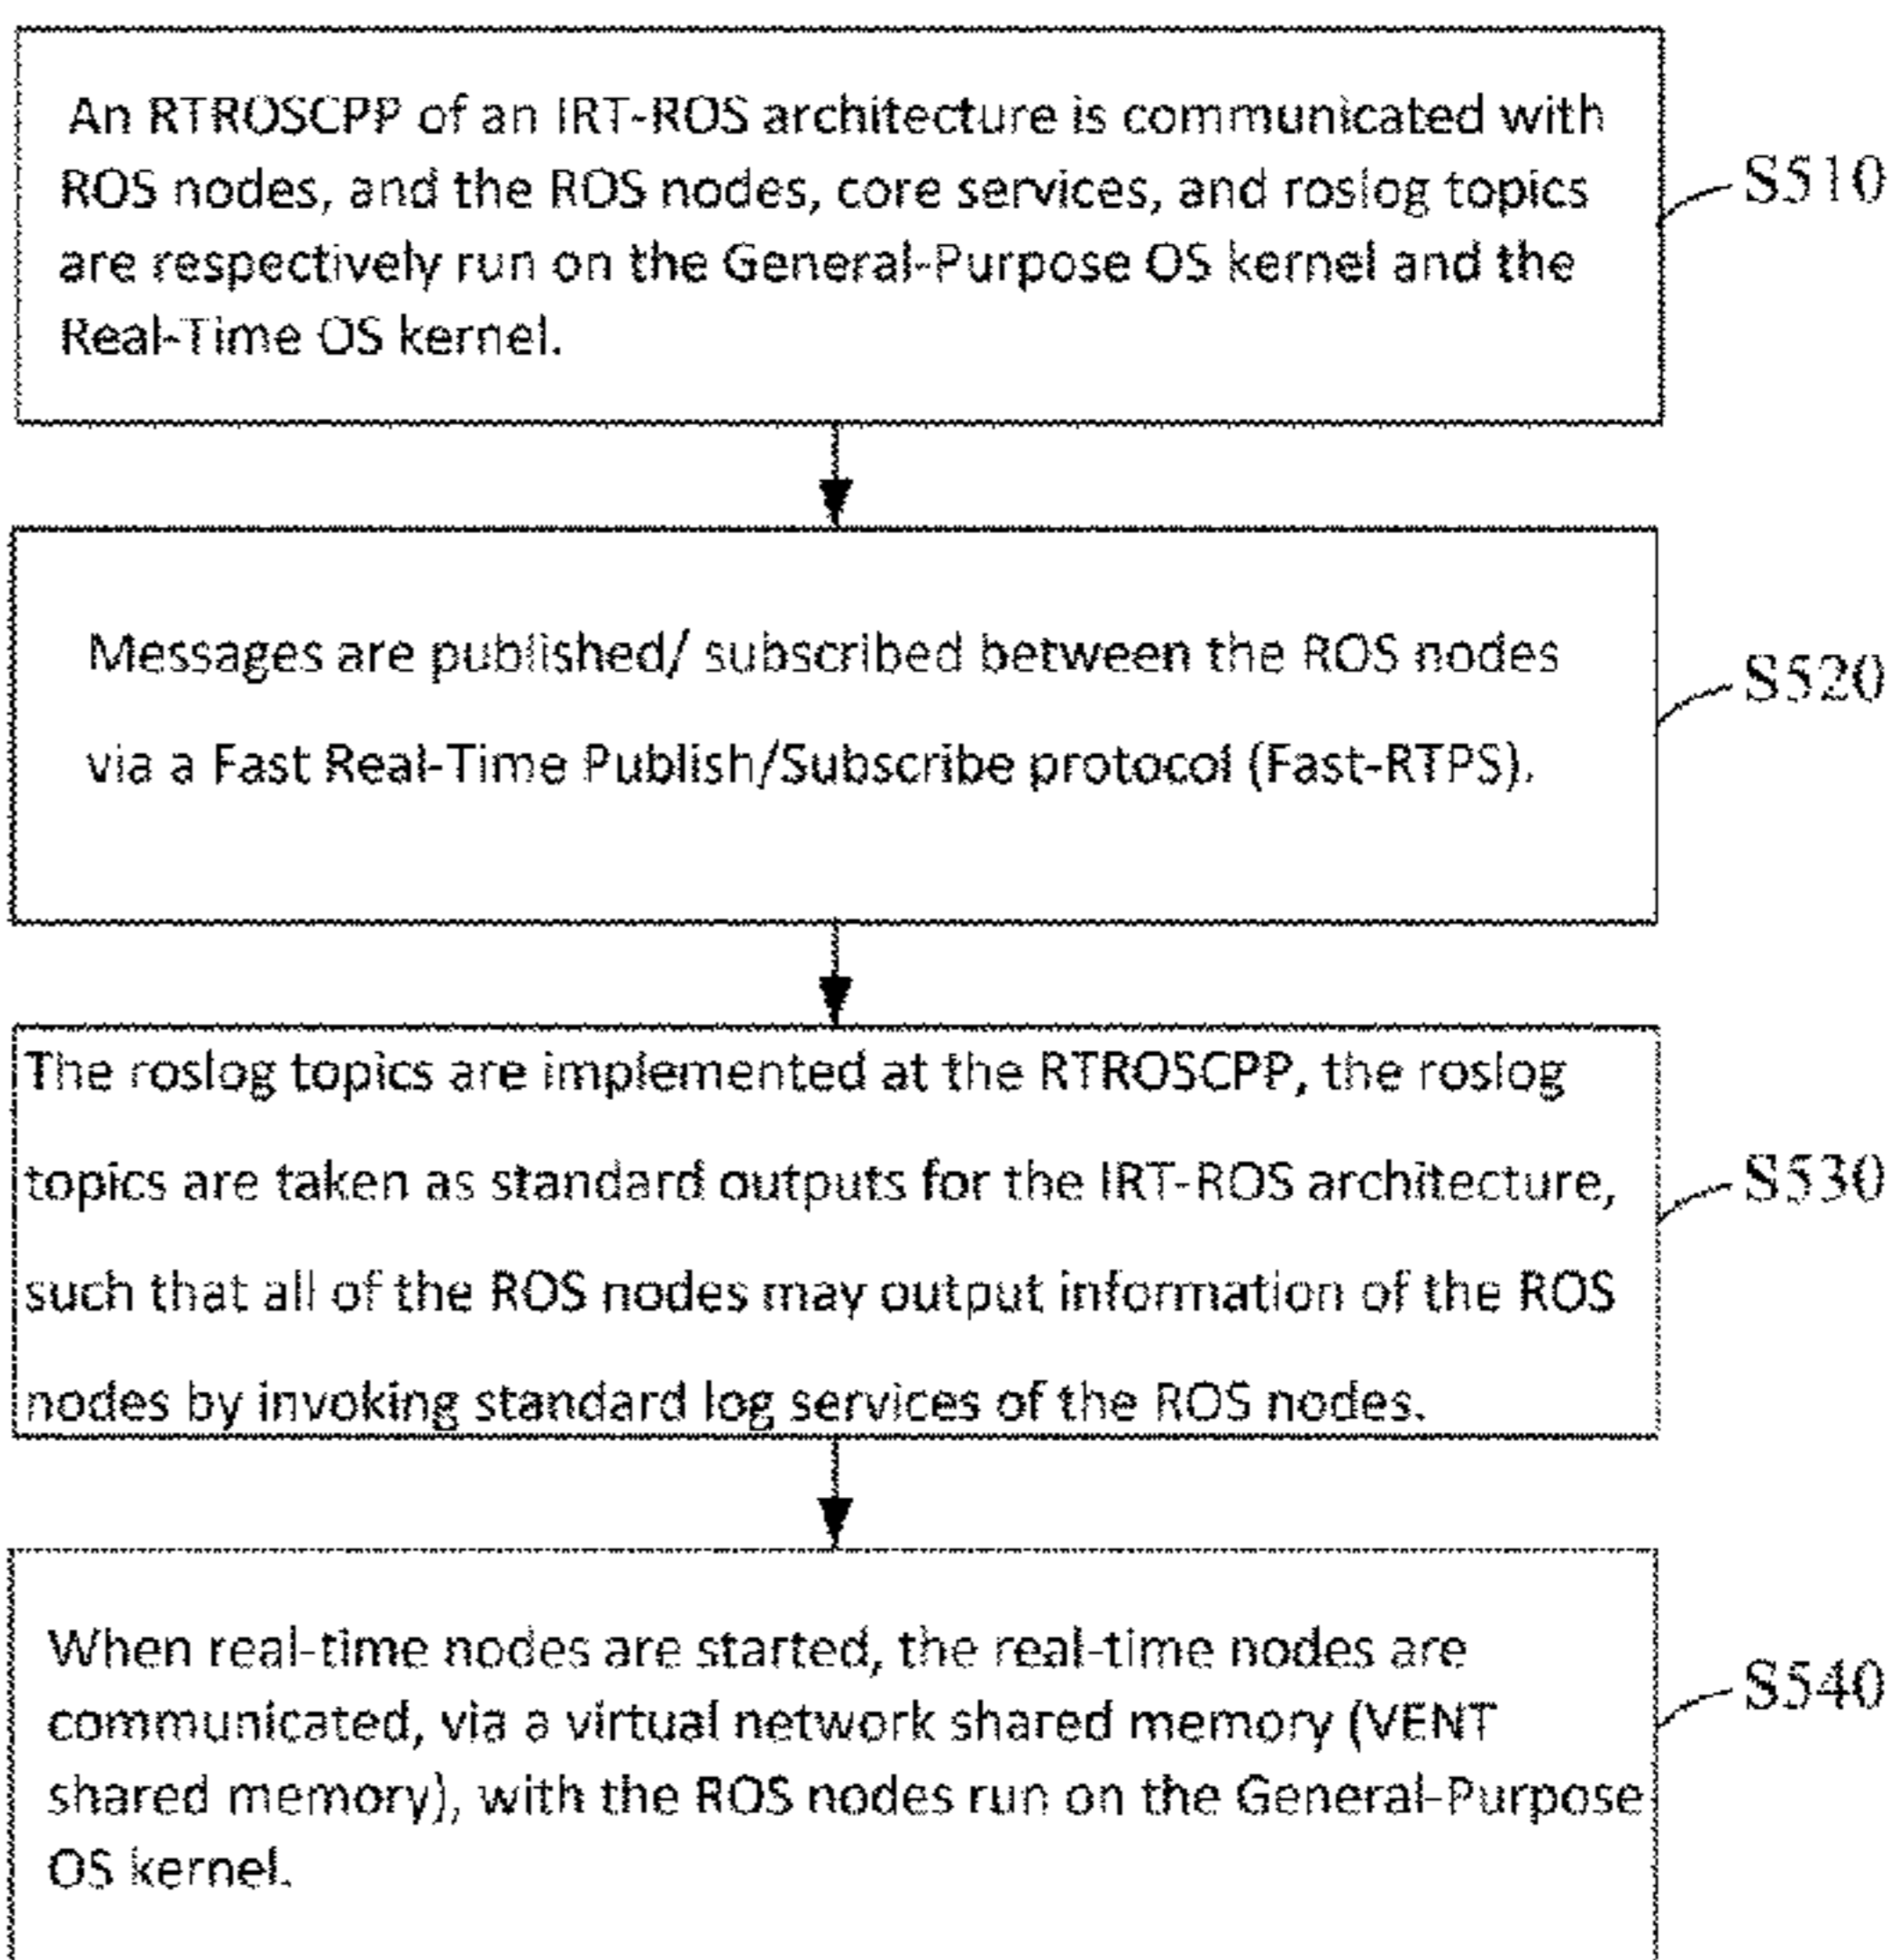 An RTROSCPP of an IRT-ROS architecture is communicated with
ROS nodes, and the ROS nodes, core services, and roslog topics
are respectively run on the General-Purpose OS kernel and the
Real-Time OS kernel.
S510
Messages are published/ subscribed between the ROS nodes
via a Fast Real-Time Publish/Subscribe protocol (Fast-RTPS).
S520
The roslog topics are implemented at the RTROSCPP, the roslog
topics are taken as standard outputs for the IRT-ROS architecture,
such that all of the ROS nodes may output information of the ROS
nodes by invoking standard log services of the ROS nodes.
S530
When real-time nodes are started, the real-time nodes are
communicated, via a virtual network shared memory (VENT
shared memory), with the ROS nodes run on the General-Purpose
OS kernel.
S540